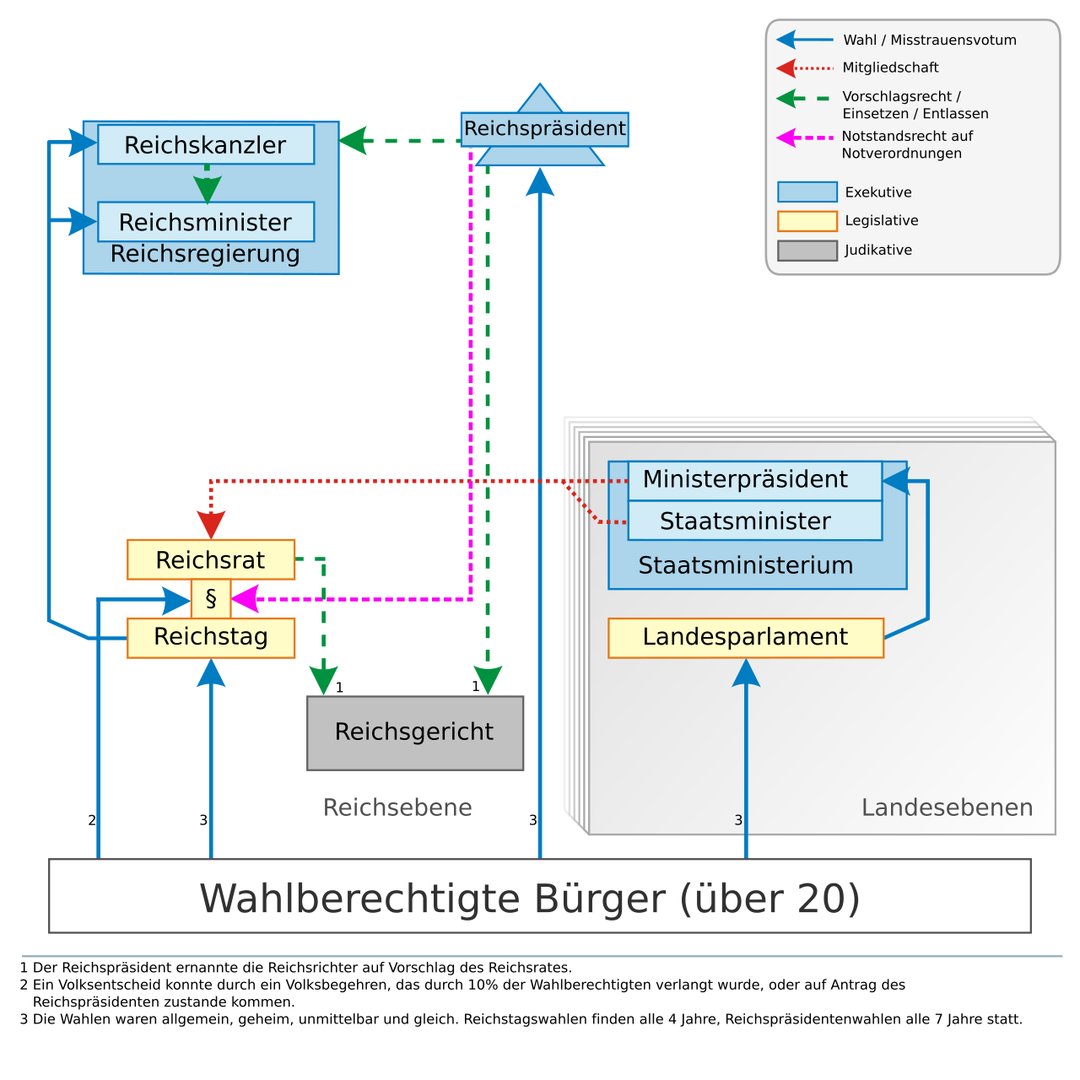 Wahl / Misstrauensvotum
Mitgliedschaft
Vorschlagsrecht /
Einsetzen / Entlassen
Notstandsrecht auf
Notverordnungen
Exekutive
Legislative
Judikative
Reichspräsident
Reichskanzler
Reichsminister
Reichsregierung
Ministerpräsident
Staatsminister
Staatsministerium
Reichsrat
§
Reichstag
Landesparlament
1
1
Reichsgericht
Reichsebene
Landesebenen
2
3
3
3
Wahlberechtigte Bürger (über 20)
1 Der Reichspräsident ernannte die Reichsrichter auf Vorschlag des Reichsrates.
2 Ein Volksentscheid konnte durch ein Volksbegehren, das durch 10% der Wahlberechtigten verlangt wurde, oder auf Antrag des
Reichspräsidenten zustande kommen.
3 Die Wahlen waren allgemein, geheim, unmittelbar und gleich. Reichstagswahlen finden alle 4 Jahre, Reichspräsidentenwahlen alle 7 Jahre statt.